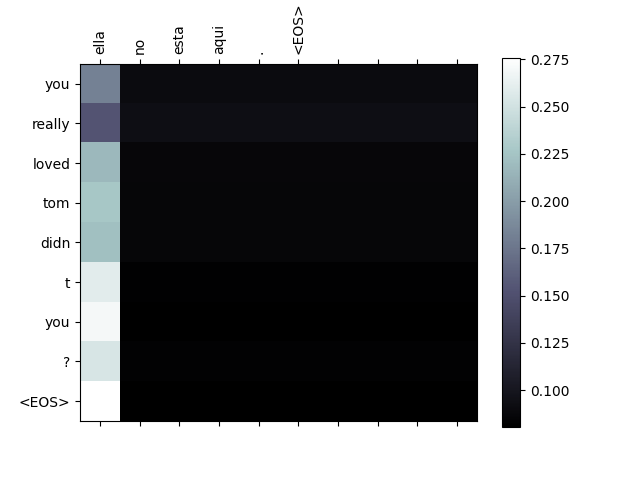 ella no esta aqui . <EOS>
you
really
loved
tom
didn
t
you
?
<EOS>
0.275
0.250
0.225
0.200
0.175
0.150
0.125
0.100